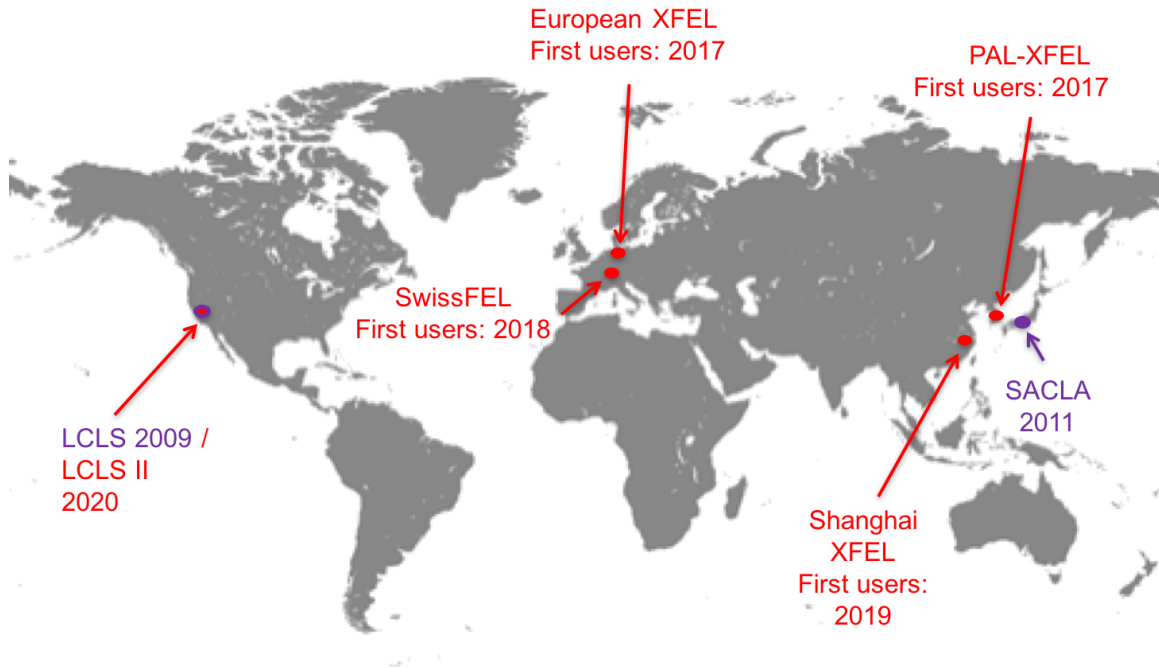 European XFEL
First users: 2017
PAL-XFEL
First users: 2017
SwissFEL
First users: 2018
SACLA
2011
LCLS 2009 /
LCLS II
2020
Shanghai
XFEL
First users:
2019